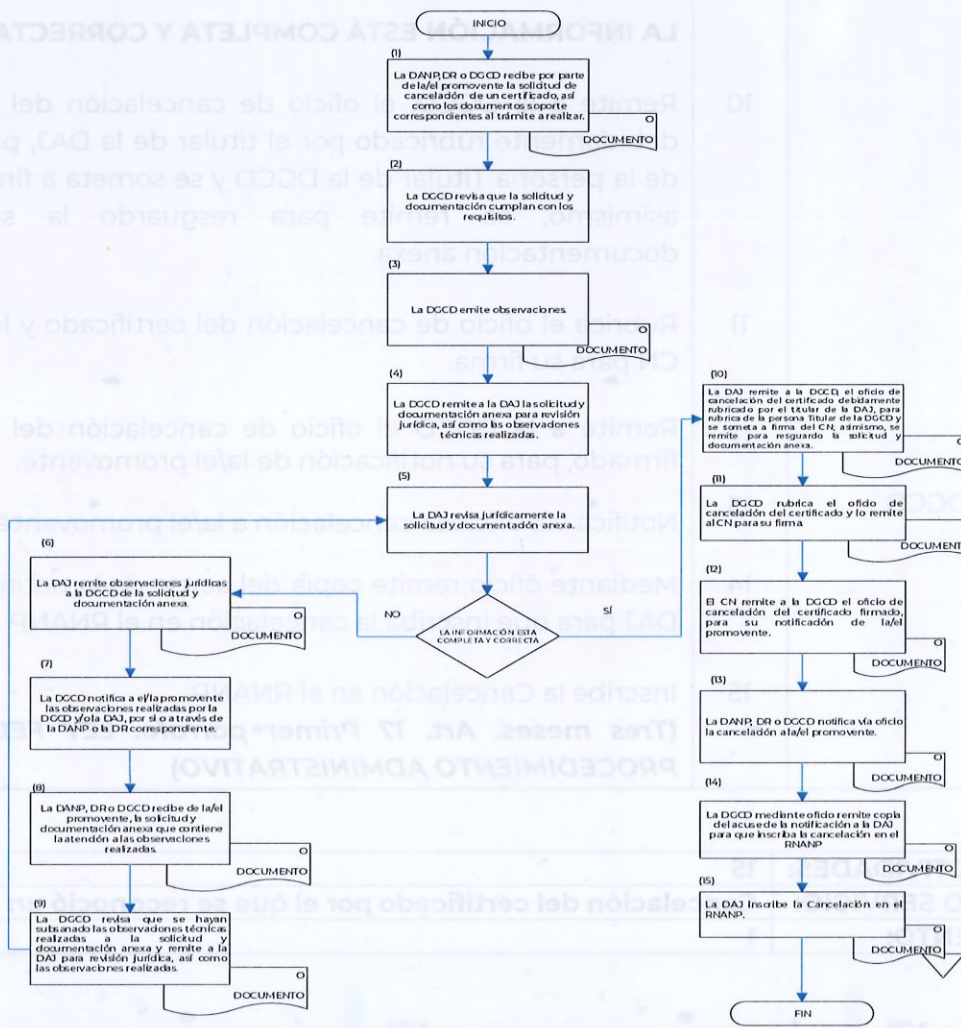 INICIO
(1)
La DANP, DR o DGCD recibe por parte
de la/el promovente la solicitud de
cancelación de un certificado, así
como los documentos soporte
correspondientes al trámite a realizar.
O
DOCUMENTO
(2)
La DGCD revisa que la solicitud y
documentación cumplan con los
requisitos.
(3)
La DGCD emite observaciones.
O
DOCUMENTO
(4)
La DGCD remite a la DAJ la solicitud y
documentación anexa para revisión
jurídica, así como las observaciones
técnicas realizadas.
(5)
La DAJ revisa jurídicamente la
solicitud y documentación anexa.
NO
SÍ
LA INFORMACIÓN ESTÁ
COMPLETA Y CORRECTA
(6)
La DAJ remite observaciones jurídicas
a la DGCD de la solicitud y
documentación anexa.
O
DOCUMENTO
(7)
La DGCD notifica a el/la promovente
las observaciones realizadas por la
DGCD y/o la DAJ, por si o a través de
la DANP o la DR correspondiente.
(8)
La DANP, DR o DGCD recibe de la/el
promovente, la solicitud y
documentación anexa que contiene
la atención a las observaciones
realizadas.
O
DOCUMENTO
(9)
La DGCD revisa que se hayan
subsanado las observaciones técnicas
realizadas a la solicitud y
documentación anexa y remite a la
DAJ para revisión jurídica, así como
las observaciones realizadas.
O
DOCUMENTO
(10)
La DAJ remite a la DGCD, el oficio de
cancelación del certificado debidamente
rubricado por el titular de la DAJ, para
rubrica de la persona Titular de la DGCD y
se someta a firma del CN; asimismo, se
remite para resguardo la solicitud y
documentación anexa.
O
DOCUMENTO
(11)
La DGCD rubrica el oficio de
cancelación del certificado y lo remite
al CN para su firma.
O
DOCUMENTO
(12)
El CN remite a la DGCD el oficio de
cancelación del certificado firmado,
para su notificación de la/el
promovente.
O
DOCUMENTO
(13)
La DANP, DR o DGCD notifica vía oficio
la cancelación a la/el promovente.
O
DOCUMENTO
(14)
La DGCD mediante oficio remite copia
del acuse de la notificación a la DAJ
para que inscriba la cancelación en el
RNANP
O
DOCUMENTO
(15)
La DAJ Inscribe la Cancelación en el
RNANP.
O
DOCUMENTO
FIN